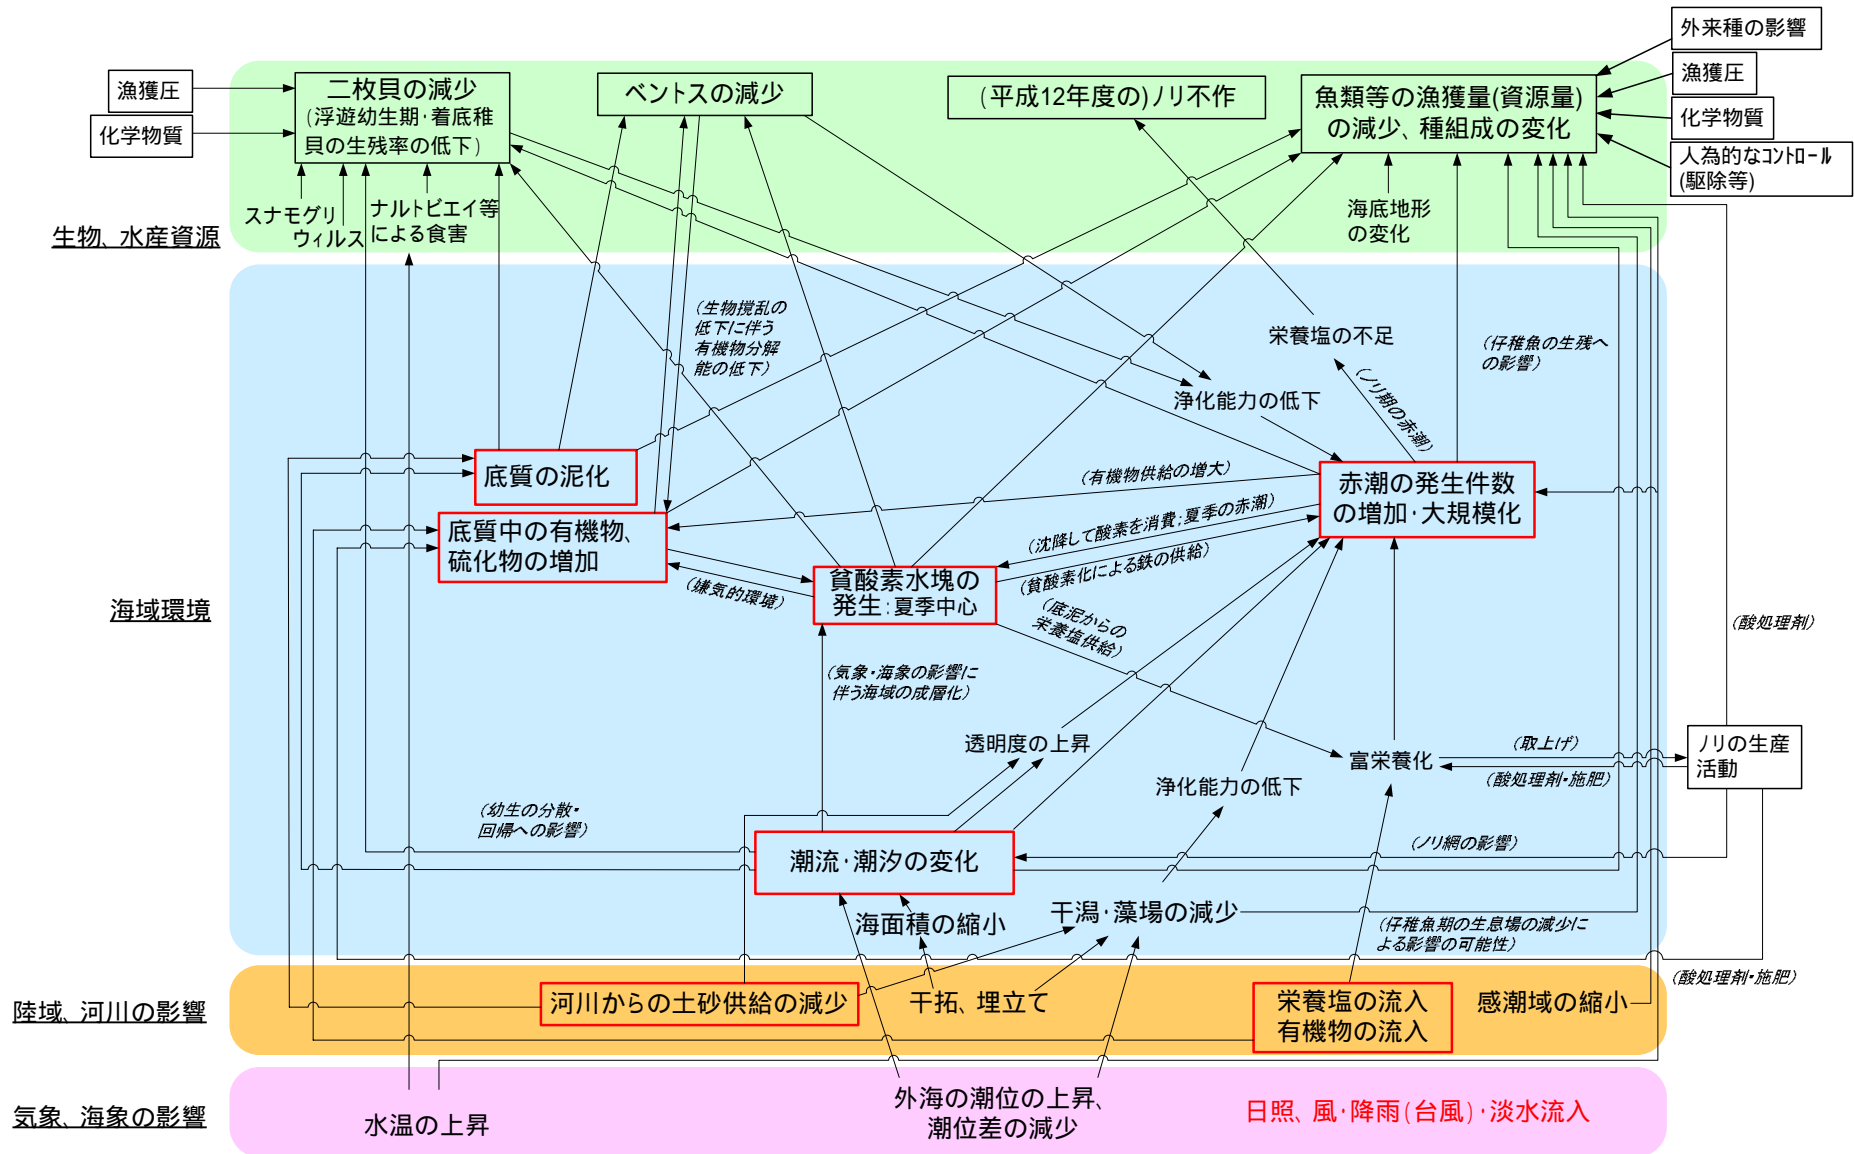 外来種の影響
漁獲圧
化学物質
人為的なコントロール
(駆除等)
漁獲圧
化学物質
二枚貝の減少
(浮遊幼生期・着底稚
貝の生残率の低下)
ベントスの減少
(平成12年度の)ノリ不作
魚類等の漁獲量(資源量)
の減少、種組成の変化
スナモグリ
ウィルス
ナルトビエイ等
による食害
海底地形
の変化
生物、水産資源
(生物撹乱の
低下に伴う
有機物分解
能の低下)
栄養塩の不足
(仔稚魚の生残へ
の影響)
浄化能力の低下
(ノリ期の赤潮)
底質の泥化
(有機物供給の増大)
赤潮の発生件数
の増加・大規模化
底質中の有機物、
硫化物の増加
(沈降して酸素を消費;夏季の赤潮)
(貧酸素化による鉄の供給)
(嫌気的環境)
貧酸素水塊の
発生:夏季中心
(底泥からの
栄養塩供給)
海域環境
(酸処理剤)
(気象・海象の影響に
伴う海域の成層化)
透明度の上昇
富栄養化
(取上げ)
(酸処理剤・施肥)
ノリの生産
活動
浄化能力の低下
(幼生の分散・
回帰への影響)
潮流・潮汐の変化
(ノリ網の影響)
海面積の縮小
干潟・藻場の減少
(仔稚魚期の生息場の減少に
よる影響の可能性)
(酸処理剤・施肥)
陸域、河川の影響
河川からの土砂供給の減少
干拓、埋立て
栄養塩の流入
有機物の流入
感潮域の縮小
気象、海象の影響
水温の上昇
外海の潮位の上昇、
潮位差の減少
日照、風・降雨(台風)・淡水流入